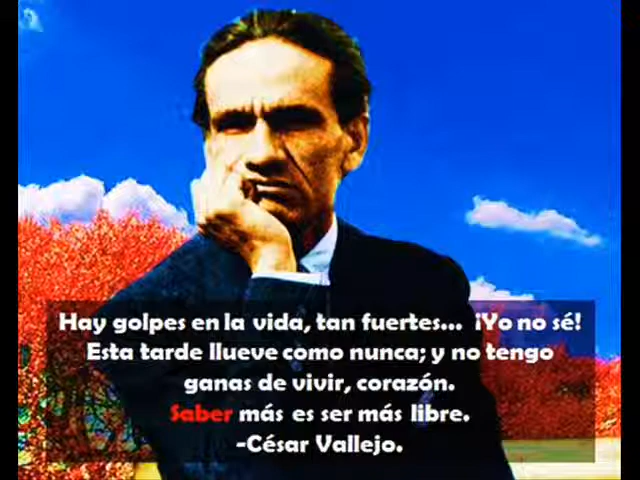 Hay golpes en la vida, tan fuertes... ¡Yo no sé!
Esta tarde llueve como nunca; y no tengo
ganas de vivir, corazón.
Saber más es ser más libre.
-César Vallejo.